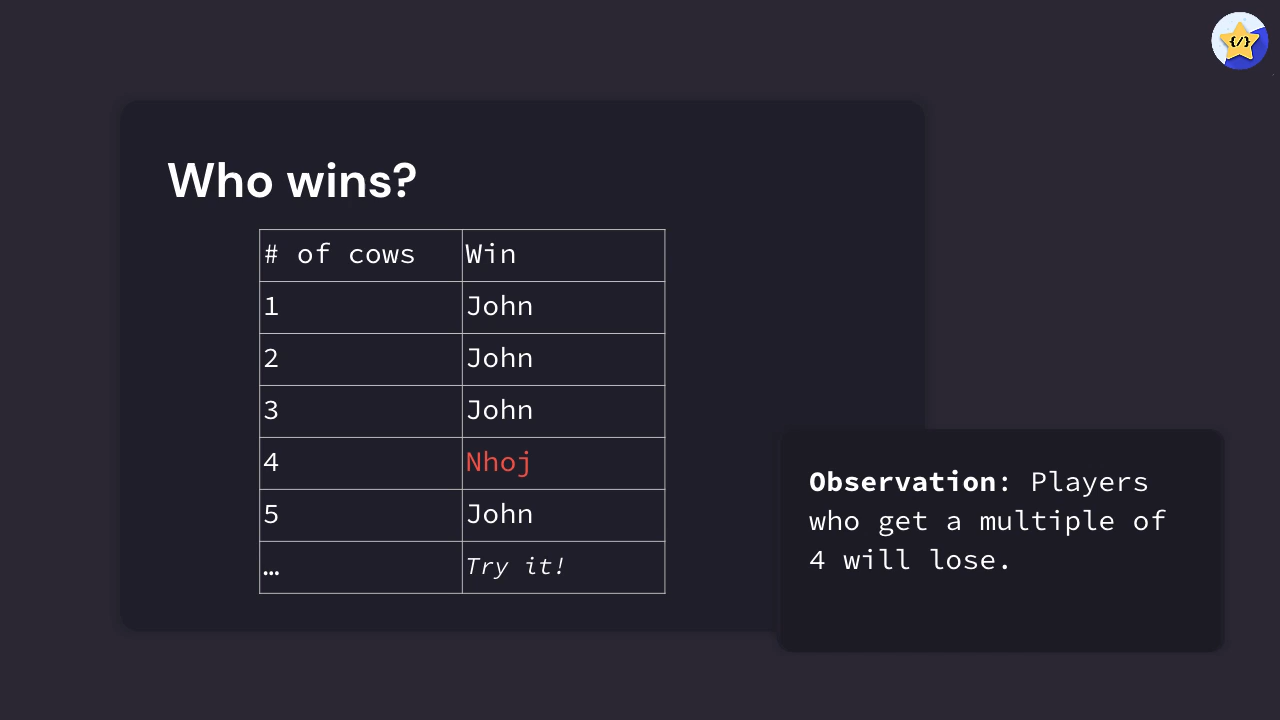 {/}
Who wins?
# of cows Win
1 John
2 John
3 John
4 Nhoj
5 John
… Try it!
Observation: Players
who get a multiple of
4 will lose.